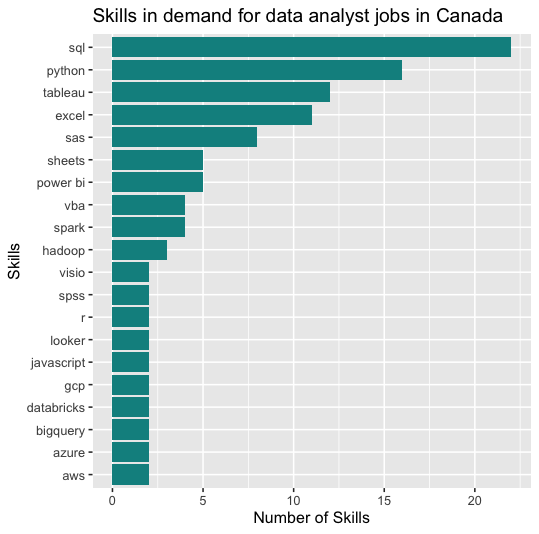 Skills in demand for data analyst jobs in Canada
sql
python
tableau
excel
sas
sheets
power bi
vba
spark
hadoop
visio
spss
r
looker
javascript
gcp
databricks
bigquery
azure
aws
Skills
0 5 10 15 20
Number of Skills